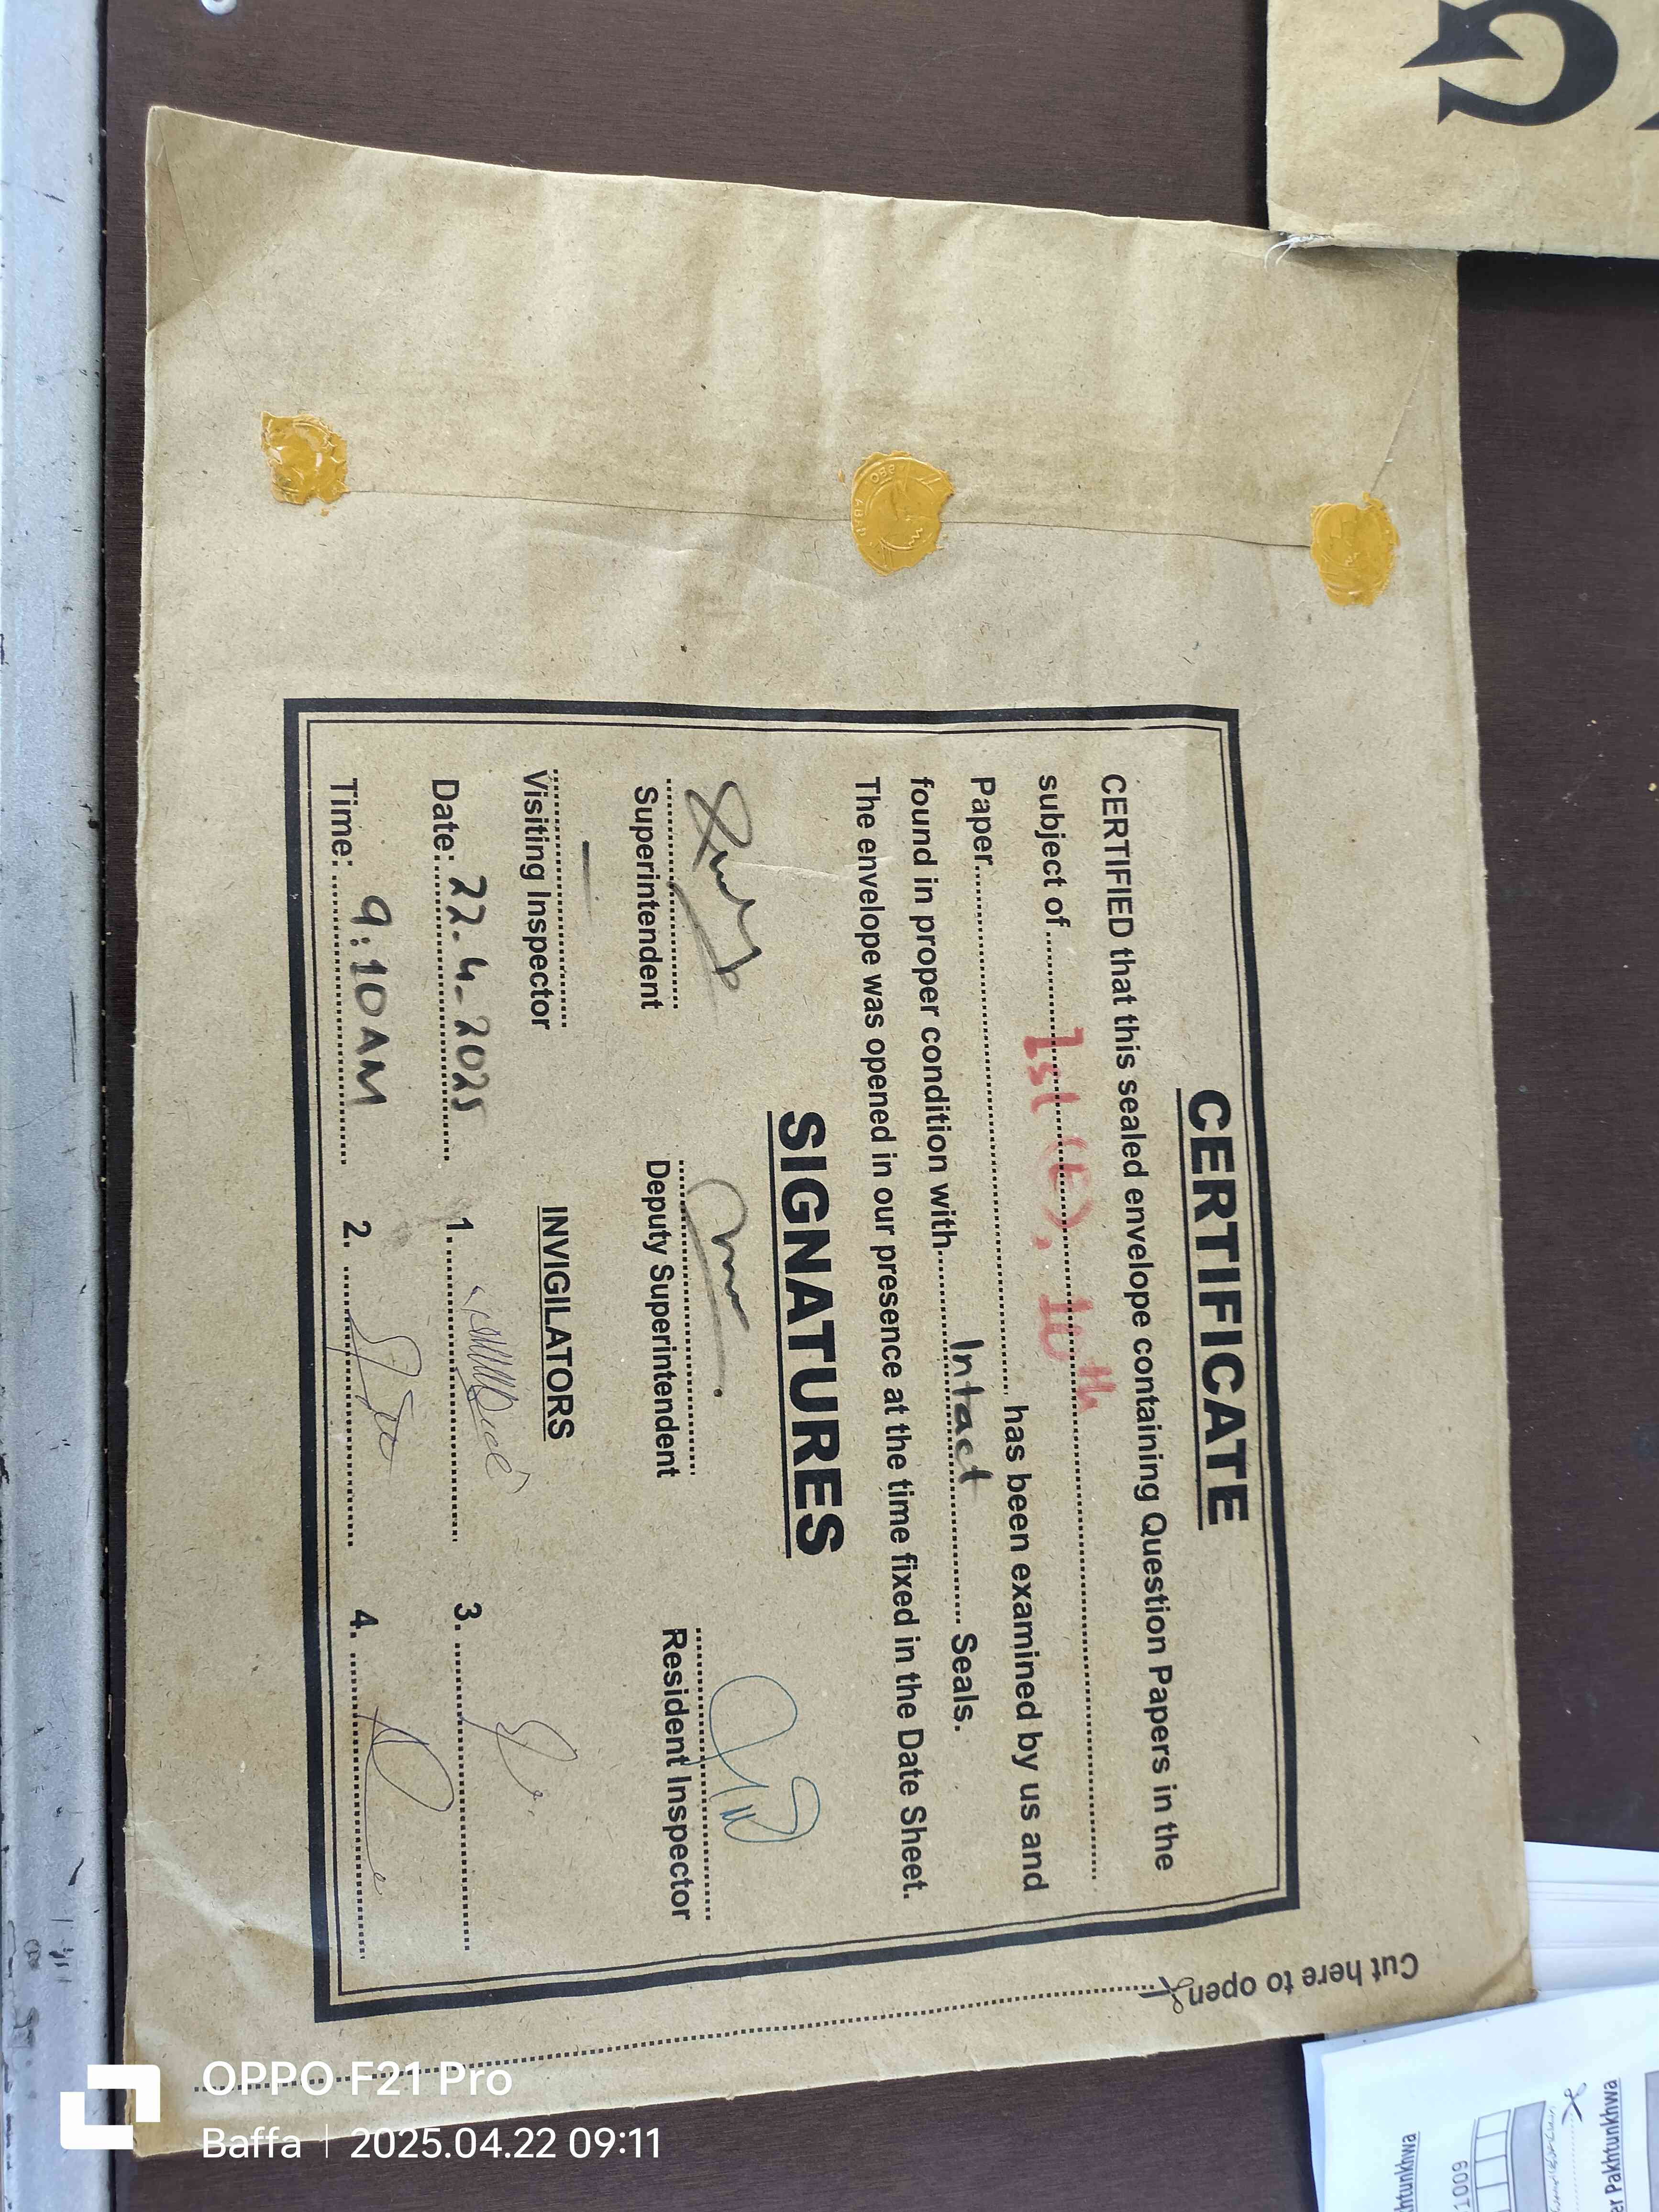 CERTIFICATE
CERTIFIED that this sealed envelope containing Question Papers in the
subject of 1st (E), 10th
Paper has been examined by us and
found in proper condition with Intact Seals.
The envelope was opened in our presence at the time fixed in the Date Sheet.
SIGNATURES
Superintendent Deputy Superintendent Resident Inspector
Visiting Inspector
INVIGILATORS
Date: 22-4-2025 1. 3.
Time: 9:10 AM 2. 4.
Cut here to open
Pakhtunkhwa
OPPO F21 Pro
Baffa | 2025.04.22 09:11